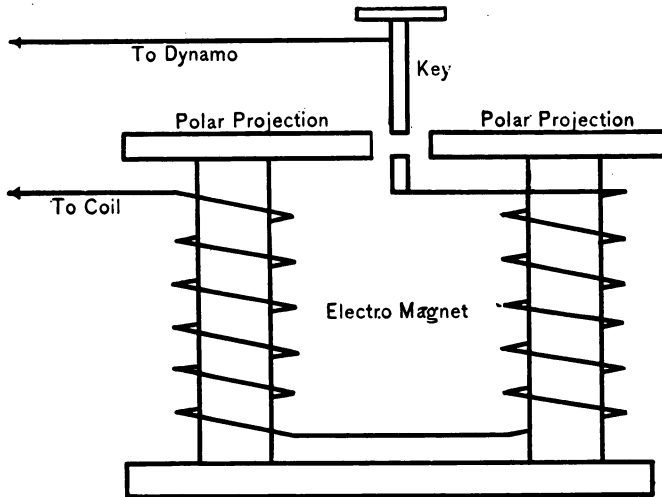 To Dynamo
Key
Polar Projection
Polar Projection
To Coil
Electro Magnet